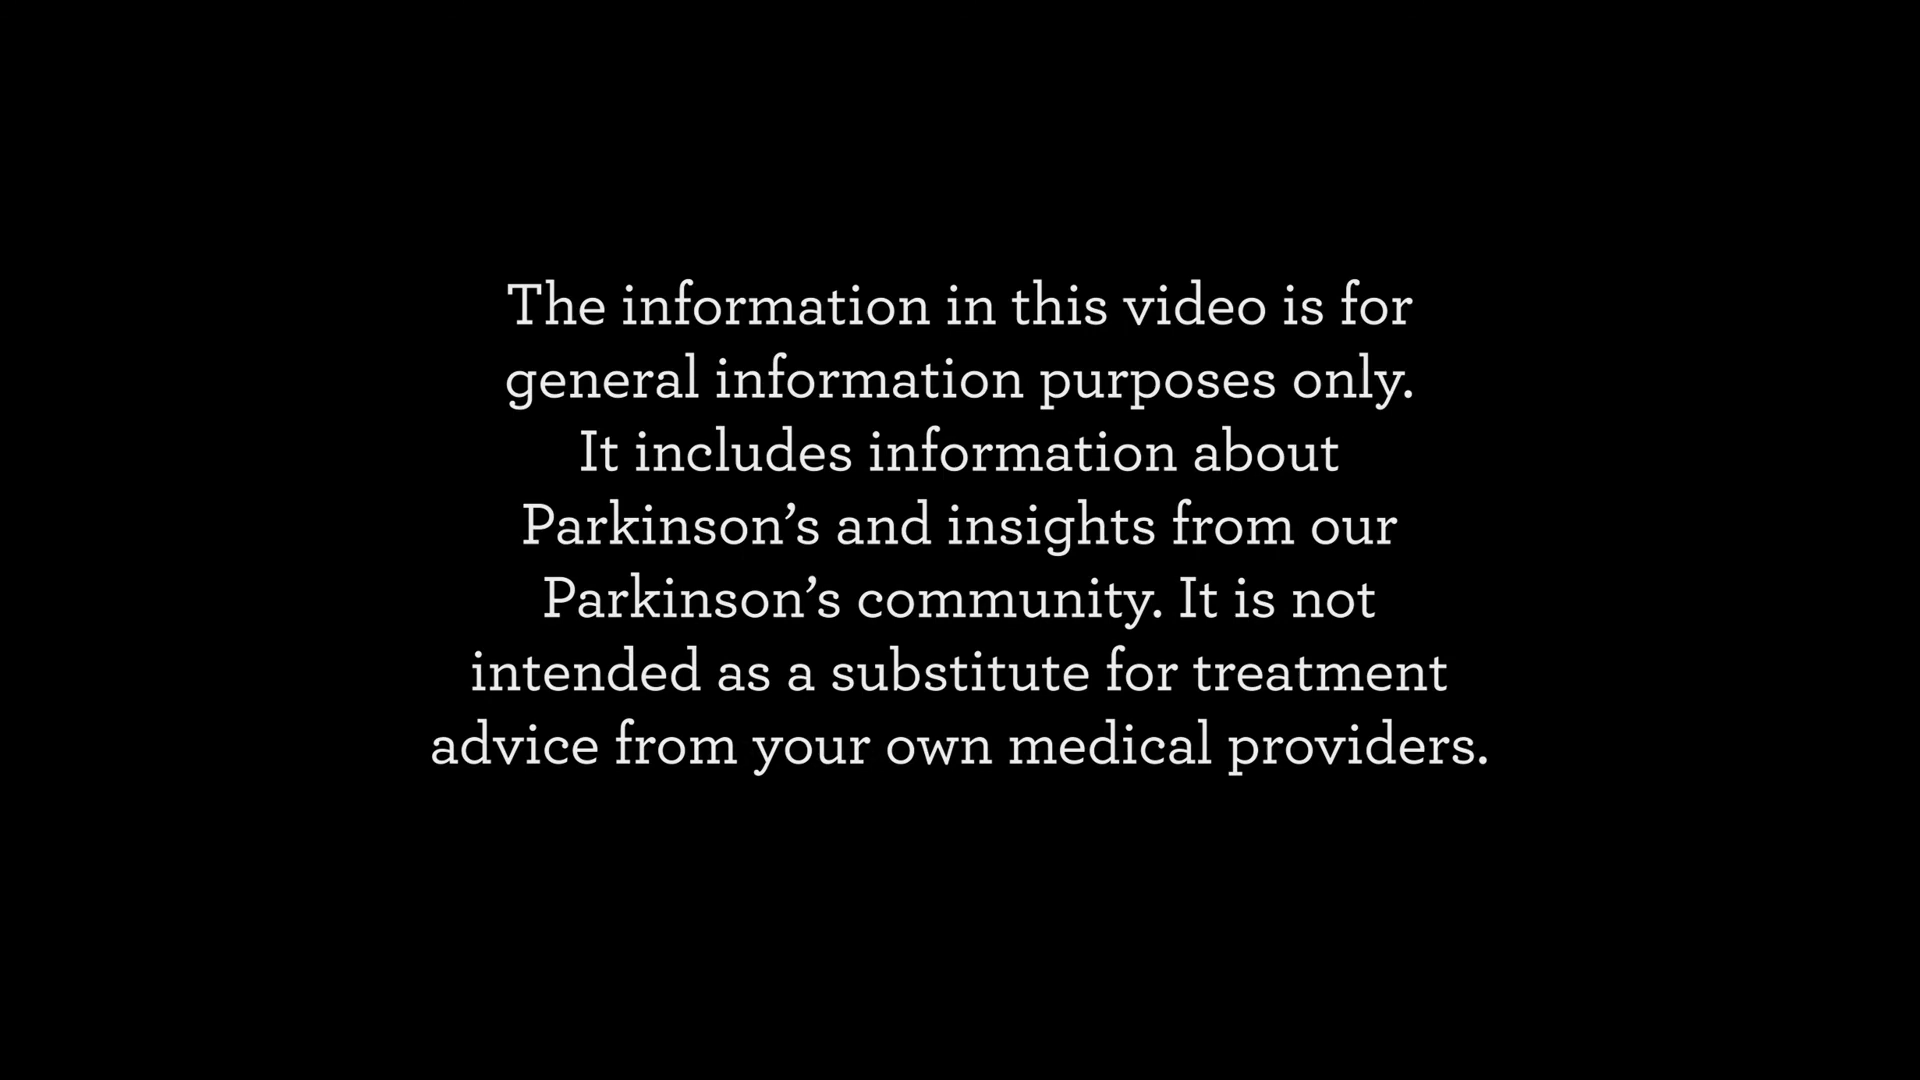 The information in this video is for
general information purposes only.
It includes information about
Parkinson’s and insights from our
Parkinson’s community. It is not
intended as a substitute for treatment
advice from your own medical providers.